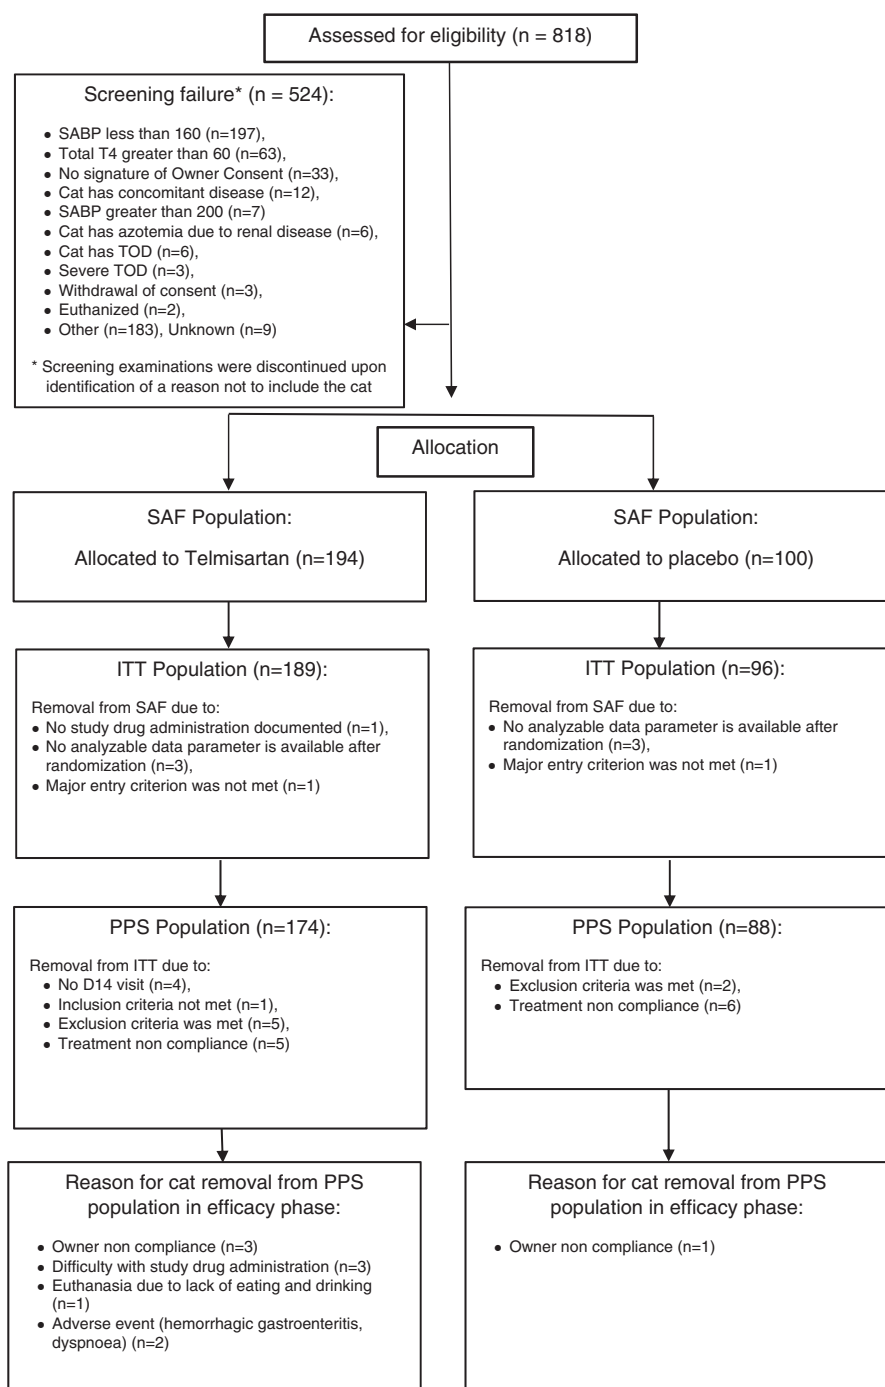 Assessed for eligibility (n = 818)
Screening failure* (n = 524):
• SABP less than 160 (n=197),
• Total T4 greater than 60 (n=63),
• No signature of Owner Consent (n=33),
• Cat has concomitant disease (n=12),
• SABP greater than 200 (n=7)
• Cat has azotemia due to renal disease (n=6),
• Cat has TOD (n=6),
• Severe TOD (n=3),
• Withdrawal of consent (n=3),
• Euthanized (n=2),
• Other (n=183), Unknown (n=9)
* Screening examinations were discontinued upon
identification of a reason not to include the cat
Allocation
SAF Population:
Allocated to Telmisartan (n=194)
SAF Population:
Allocated to placebo (n=100)
ITT Population (n=189):
Removal from SAF due to:
• No study drug administration documented (n=1),
• No analyzable data parameter is available after
randomization (n=3),
• Major entry criterion was not met (n=1)
ITT Population (n=96):
Removal from SAF due to:
• No analyzable data parameter is available after
randomization (n=3),
• Major entry criterion was not met (n=1)
PPS Population (n=174):
Removal from ITT due to:
• No D14 visit (n=4),
• Inclusion criteria not met (n=1),
• Exclusion criteria was met (n=5),
• Treatment non compliance (n=5)
PPS Population (n=88):
Removal from ITT due to:
• Exclusion criteria was met (n=2),
• Treatment non compliance (n=6)
Reason for cat removal from PPS
population in efficacy phase:
• Owner non compliance (n=3)
• Difficulty with study drug administration (n=3)
• Euthanasia due to lack of eating and drinking
(n=1)
• Adverse event (hemorrhagic gastroenteritis,
dyspnoea) (n=2)
Reason for cat removal from PPS
population in efficacy phase:
• Owner non compliance (n=1)